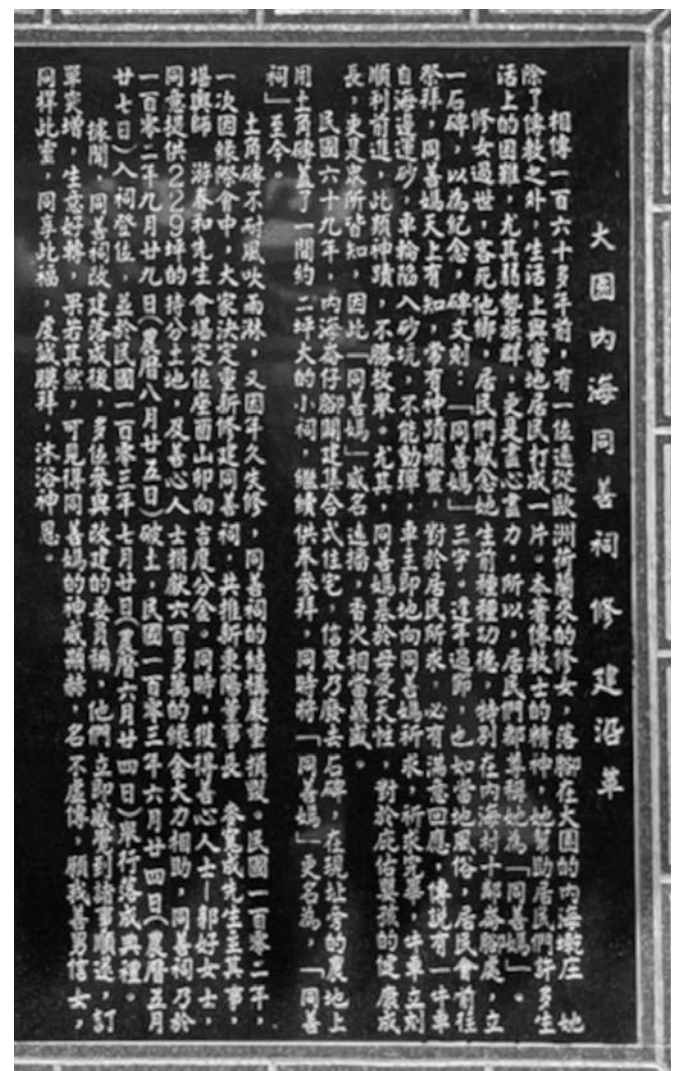 大園內海同善祠修建沿革
相傳一百六十多年前，有一位遠從歐洲荷蘭來的修女，落腳在大園的內海墘庄 她
除了傳教之外，生活上與當地居民打成一片。本著傳教士的精神，她幫助居民們許多生
活上的困難，尤其弱勢族群，更是盡心盡力，所以，居民們都尊稱她為「同善媽」。
修女過世，客死他鄉，居民們感念她生前種種功德，特別在內海村十鄰崙腳處，立
一石碑，以為紀念，碑文刻：「同善媽」三字。逢年過節，也如當地風俗，居民會前往
祭拜，同善媽天上有知，常有神蹟顯靈，對於居民所求，必有滿意回應，傳說有一牛車
自海邊運砂，車輪陷入砂坑，不能動彈，車主即地向同善媽祈求，祈求完畢，牛車立刻
順利前進，此類神蹟，不勝枚舉。尤其，同善媽基於母愛天性，對於庇佑嬰孩的健康成
長，更是眾所皆知，因此「同善媽」威名遠播，香火相當鼎盛。
民國六十九年，內海崙仔腳闢建集合式住宅，信眾乃廢去石碑，在現址旁的農地上
用土角磚蓋了一間約二坪大的小祠，繼續供奉參拜，同時將「同善媽」更名為，「同善
祠」至今。
土角磚不耐風吹雨淋，又因年久失修，同善祠的結構嚴重損毀。民國一百零二年，
一次因緣際會中，大家決定重新修建同善祠，共推新東陽董事長 麥寬成先生主其事，
堪輿師 游春和先生會堪定位座面山卯向吉度分金。同時，獲得善心人士－郭好女士，
同意提供229坪的持分土地，及善心人士捐獻六百多萬的緣金大力相助，同善祠乃於
一百零二年九月廿九日（農曆八月廿五日）破土，民國一百零三年六月廿四日（農曆五月
廿七日）入祠登位，並於民國一百零三年七月廿日（農曆六月廿四日）舉行落成典禮。
據聞，同善祠改建落成後，多位參與改建的委員稱，他們立即感覺到諸事順遂，訂
單突增，生意好轉，果若其然，可見得同善媽的神威顯赫，名不虛傳，願我善男信女，
同拜此靈，同享此福，虔誠膜拜，沐浴神恩。